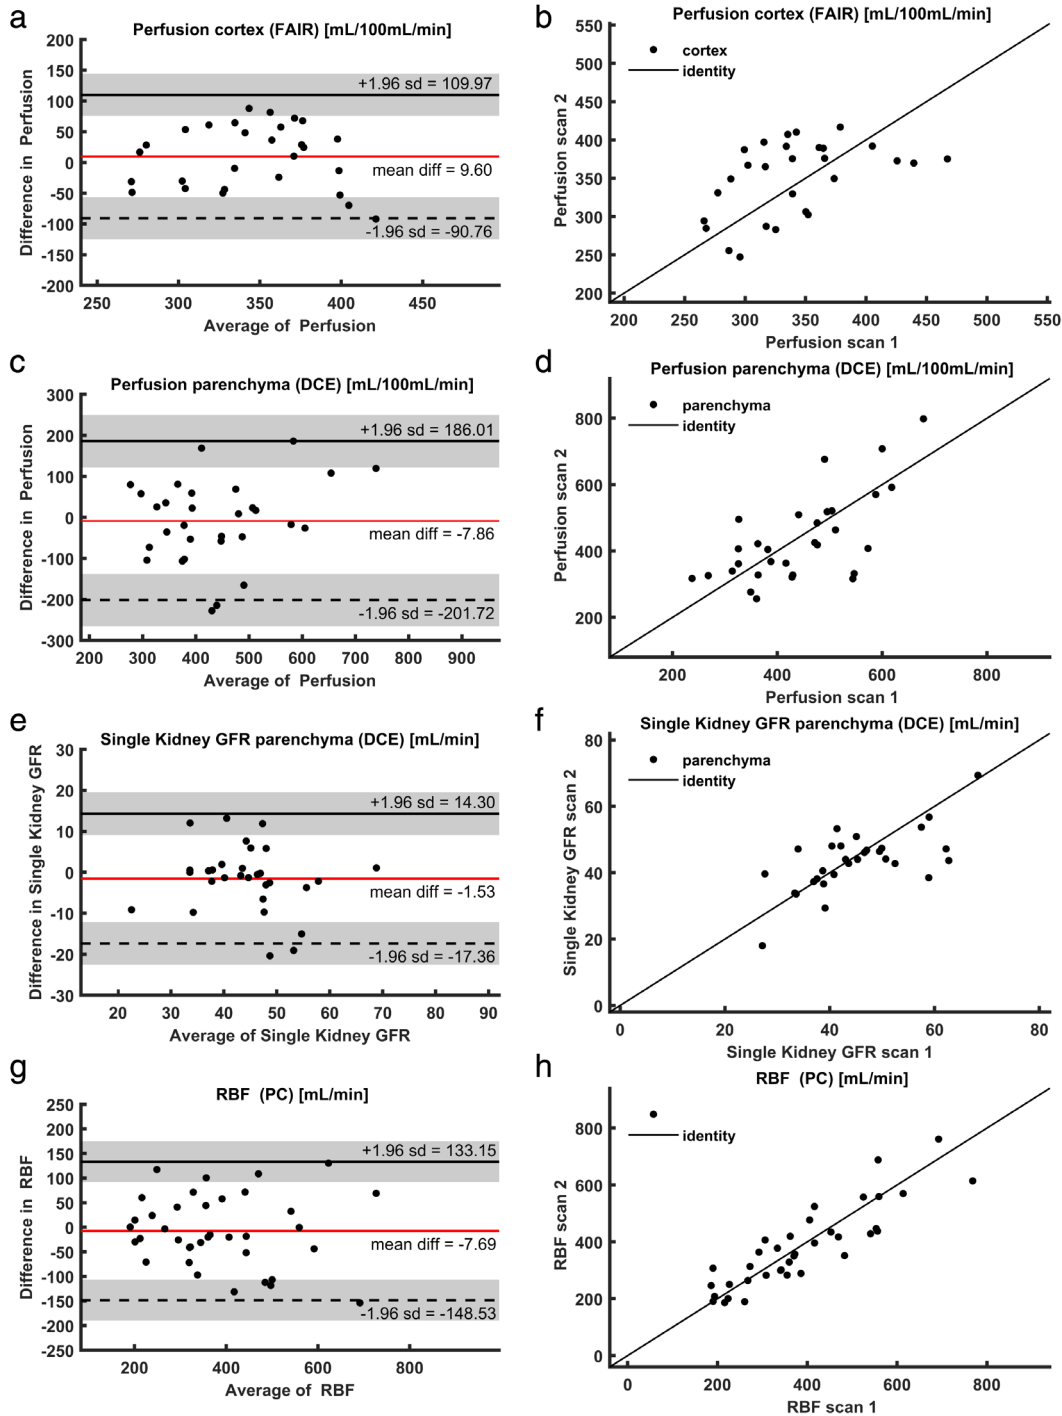 a
Perfusion cortex (FAIR) [mL/100mL/min]
200
150
100
50
0
-50
-100
-150
-200
Difference in Perfusion
+1.96 sd = 109.97
mean diff = 9.60
-1.96 sd = -90.76
250 300 350 400 450
Average of Perfusion
b
Perfusion cortex (FAIR) [mL/100mL/min]
550
500
450
400
350
300
250
200
Perfusion scan 2
cortex
identity
200 250 300 350 400 450 500 550
Perfusion scan 1
c
Perfusion parenchyma (DCE) [mL/100mL/min]
300
200
100
0
-100
-200
-300
Difference in Perfusion
+1.96 sd = 186.01
mean diff = -7.86
-1.96 sd = -201.72
200 300 400 500 600 700 800 900
Average of Perfusion
d
Perfusion parenchyma (DCE) [mL/100mL/min]
800
600
400
200
Perfusion scan 2
parenchyma
identity
200 400 600 800
Perfusion scan 1
e
Single Kidney GFR parenchyma (DCE) [mL/min]
30
20
10
0
-10
-20
-30
Difference in Single Kidney GFR
+1.96 sd = 14.30
mean diff = -1.53
-1.96 sd = -17.36
20 30 40 50 60 70 80 90
Average of Single Kidney GFR
f
Single Kidney GFR parenchyma (DCE) [mL/min]
80
60
40
20
0
Single Kidney GFR scan 2
parenchyma
identity
0 20 40 60 80
Single Kidney GFR scan 1
g
RBF (PC) [mL/min]
250
200
150
100
50
0
-50
-100
-150
-200
-250
Difference in RBF
+1.96 sd = 133.15
mean diff = -7.69
-1.96 sd = -148.53
200 400 600 800
Average of RBF
h
RBF (PC) [mL/min]
800
600
400
200
0
RBF scan 2
identity
0 200 400 600 800
RBF scan 1